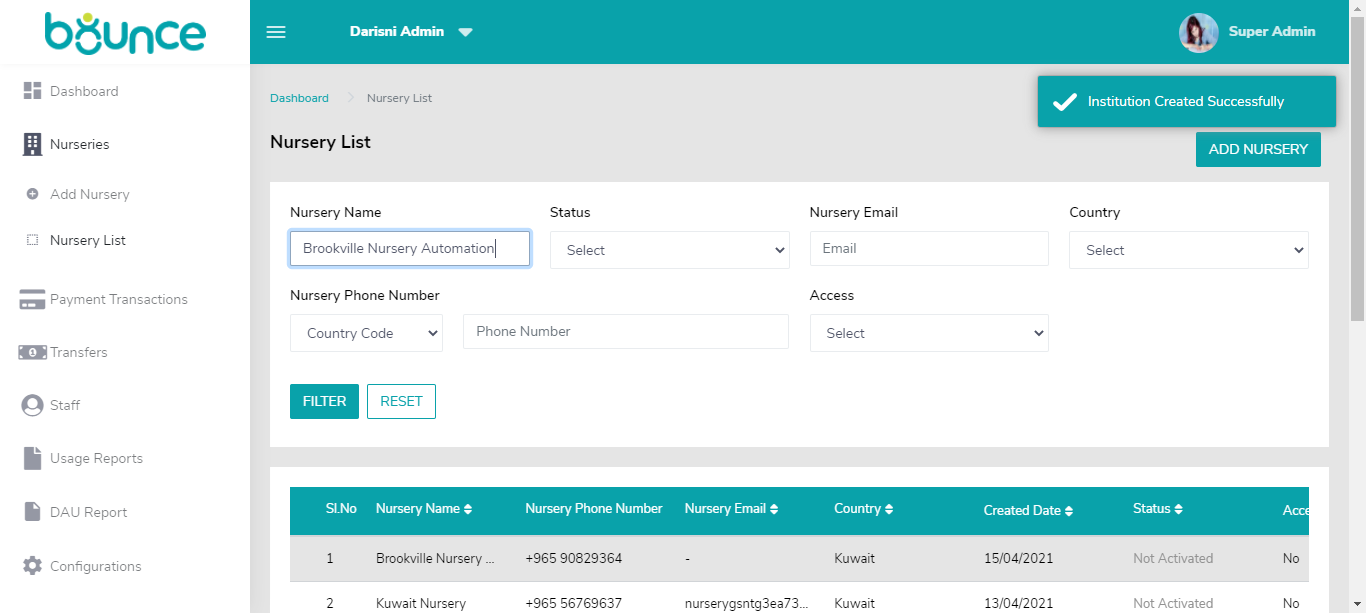 bounce
Darisni Admin
Super Admin
Dashboard
Nurseries
Add Nursery
Nursery List
Payment Transactions
Transfers
Staff
Usage Reports
DAU Report
Configurations
Dashboard Nursery List
Institution Created Successfully
Nursery List
ADD NURSERY
Nursery Name Status Nursery Email Country
Brookville Nursery Automation Select Email Select
Nursery Phone Number Access
Country Code Phone Number Select
FILTER RESET
Sl.No Nursery Name Nursery Phone Number Nursery Email Country Created Date Status Acce
1 Brookville Nursery ... +965 90829364 - Kuwait 15/04/2021 Not Activated No
2 Kuwait Nursery +965 56769637 nurserygsntg3ea73... Kuwait 13/04/2021 Not Activated No